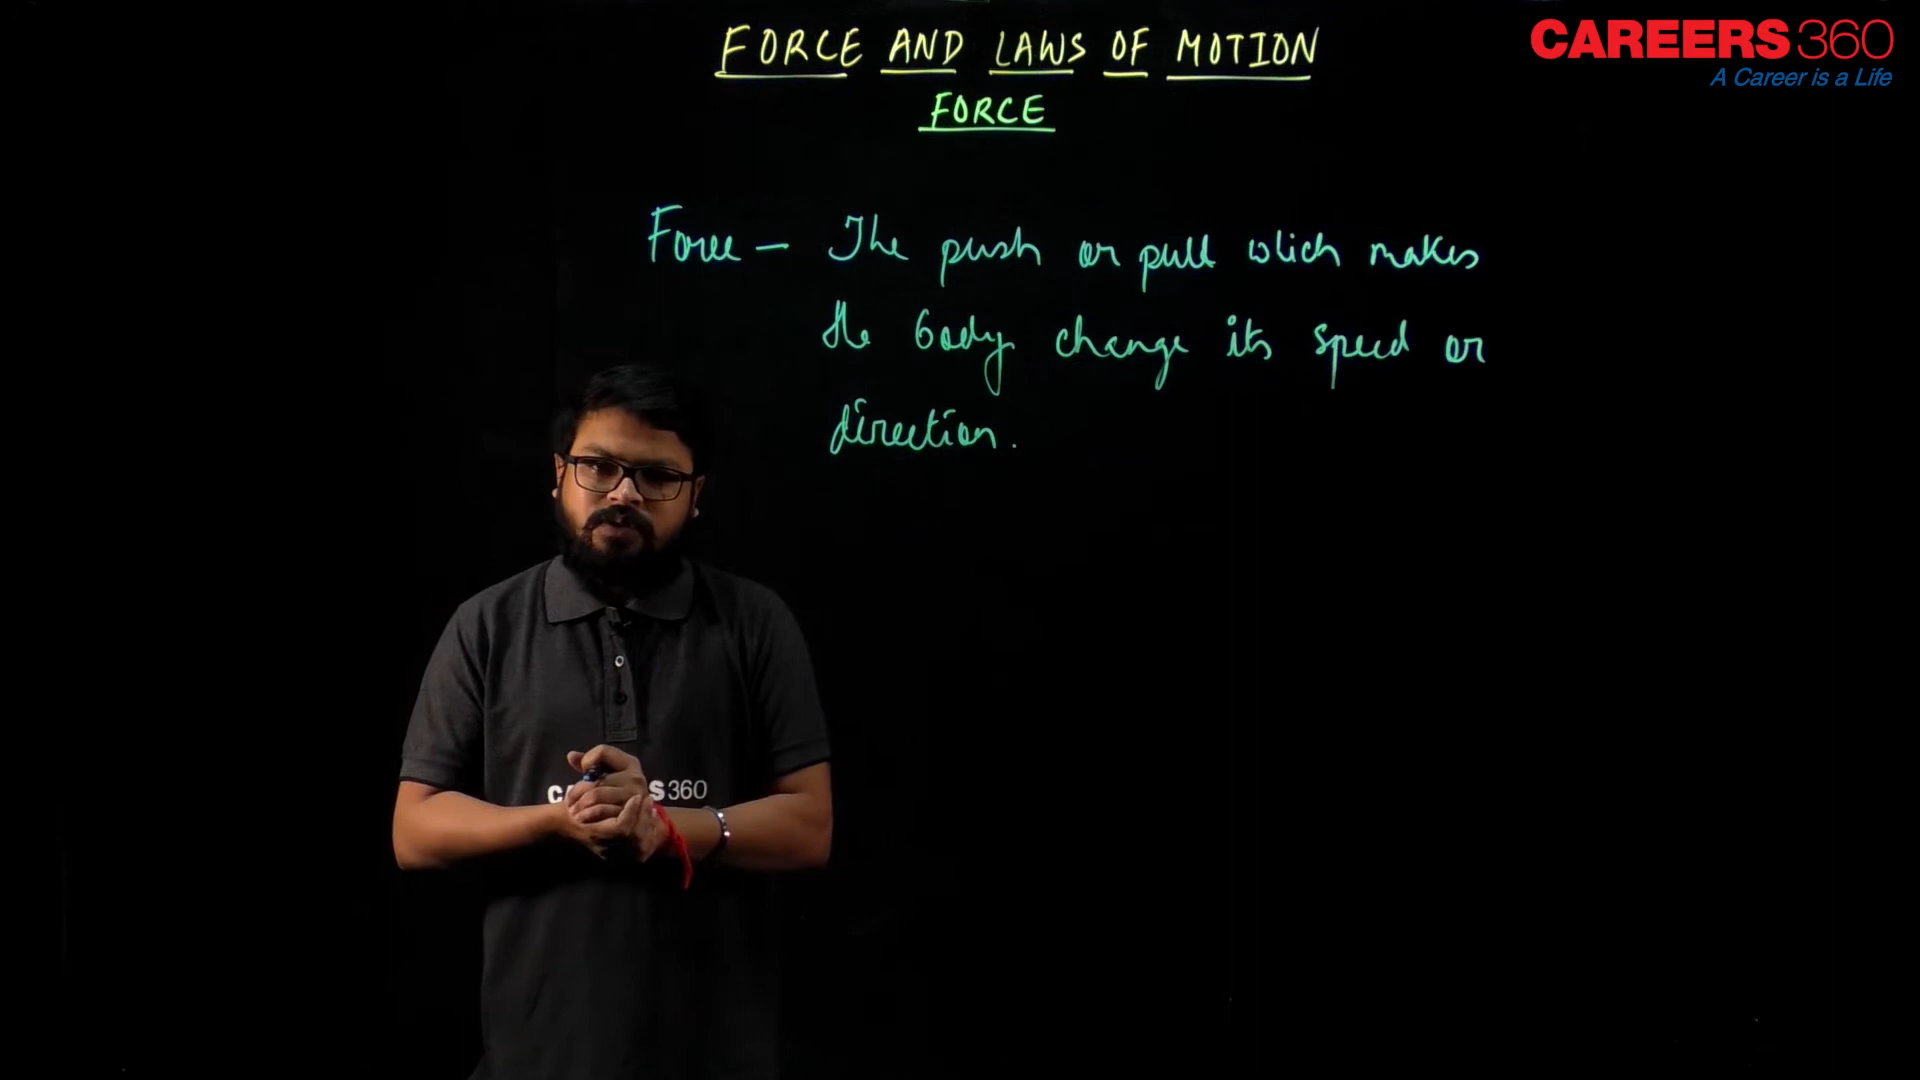 FORCE AND LAWS OF MOTION
FORCE
CAREERS360
A Career is a Life
Force - The push or pull which makes
the body change its speed or
direction.
S360